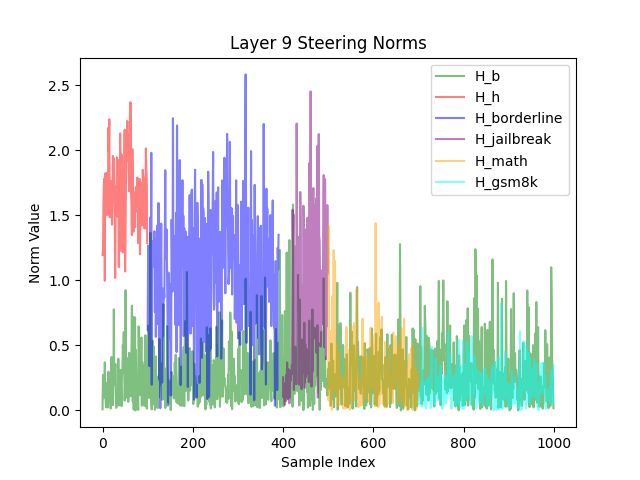 Layer 9 Steering Norms
Norm Value
2.5
2.0
1.5
1.0
0.5
0.0
H_b
H_h
H_borderline
H_jailbreak
H_math
H_gsm8k
0
200
400
600
800
1000
Sample Index